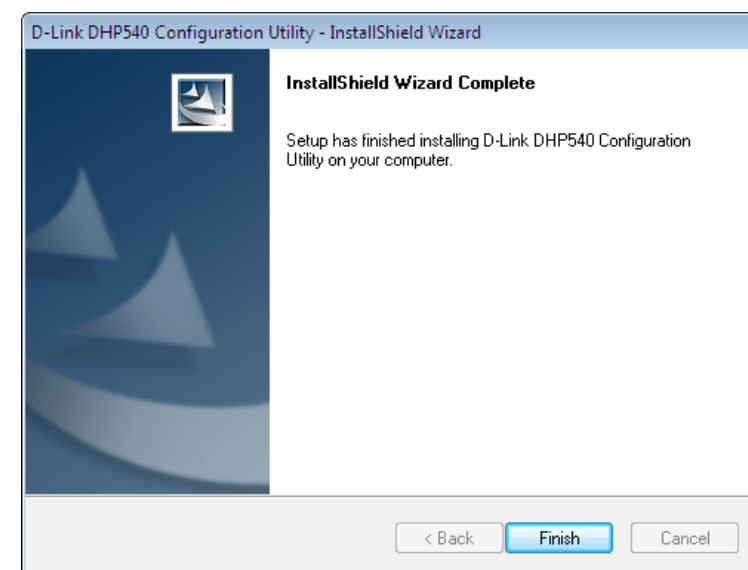 D-Link DHP540 Configuration Utility - InstallShield Wizard
InstallShield Wizard Complete
Setup has finished installing D-Link DHP540 Configuration
Utility on your computer.
< Back
Finish
Cancel